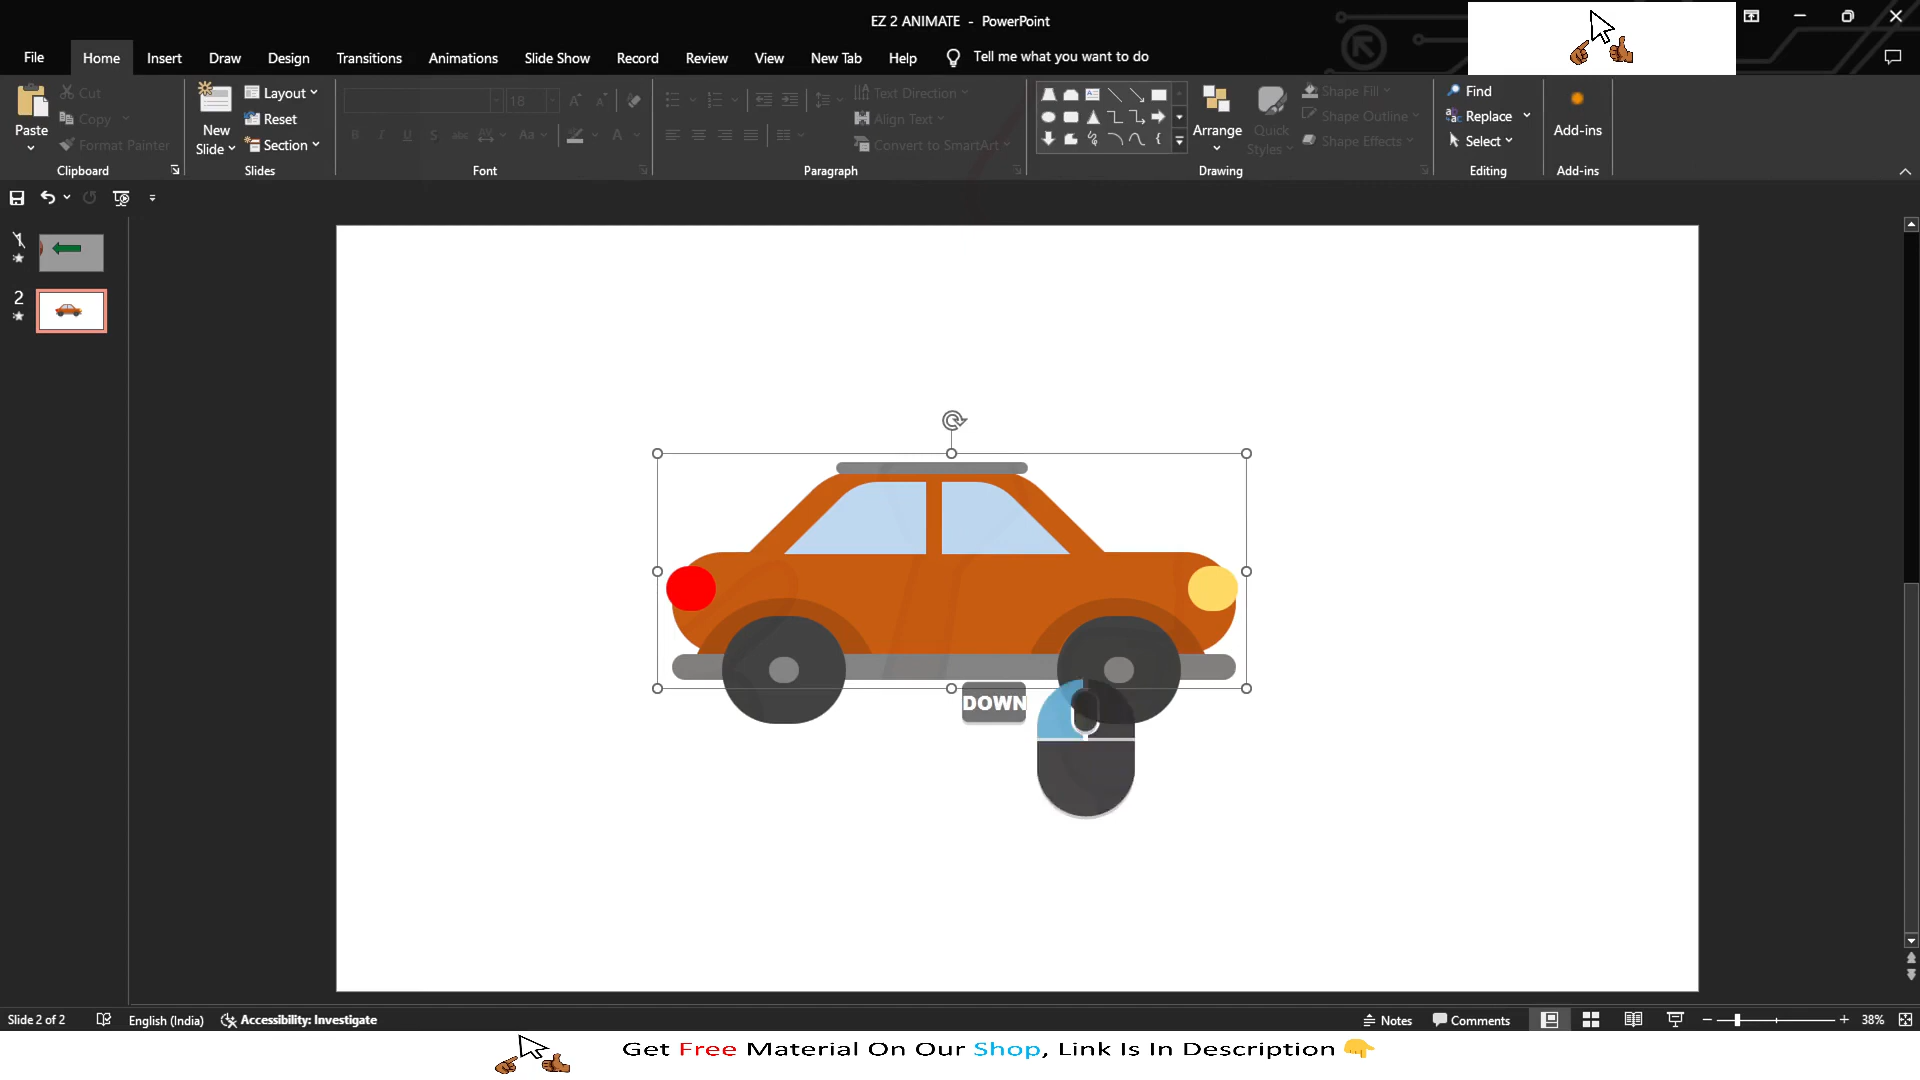 EZ 2 ANIMATE - PowerPoint
File Home Insert Draw Design Transitions Animations Slide Show Record Review View New Tab Help Tell me what you want to do
Paste
Cut
Copy
Format Painter
Clipboard
New Slide
Layout
Reset
Section
Slides
18
B I U S abc AV Aa A
Font
Text Direction
Align Text
Convert to SmartArt
Paragraph
Arrange
Quick Styles
Shape Fill
Shape Outline
Shape Effects
Drawing
Find
Replace
Select
Editing
Add-ins
Add-ins
1
2
DOWN
Slide 2 of 2 English (India) Accessibility: Investigate Notes Comments 38%
Get Free Material On Our Shop, Link Is In Description 👇